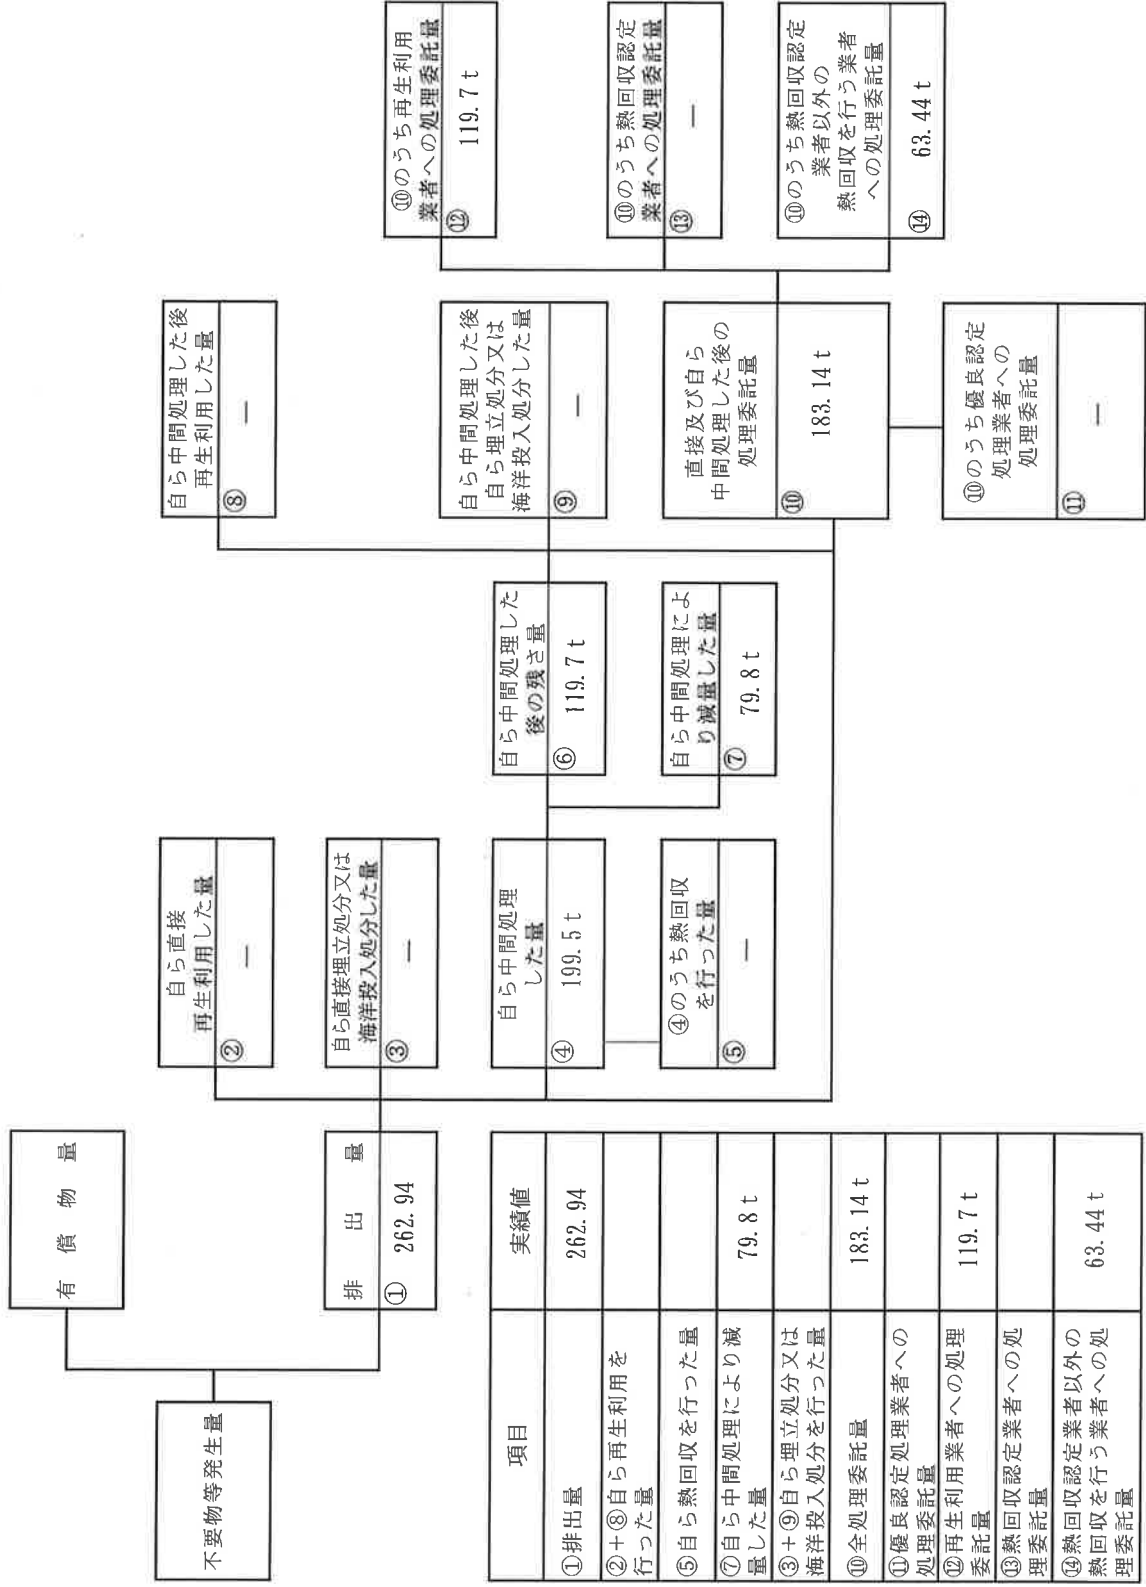 不要物等発生量
有償物量
排出量
① 262.94
自ら直接
再生利用した量
② －
自ら直接埋立処分又は
海洋投入処分した量
③ －
自ら中間処理
した量
④ 199.5t
④のうち熱回収
を行った量
⑤ －
自ら中間処理した
後の残さ量
⑥ 119.7t
自ら中間処理によ
り減量した量
⑦ 79.8t
自ら中間処理した後
再生利用した量
⑧ －
自ら中間処理した後
自ら埋立処分又は
海洋投入処分した量
⑨ －
直接及び自ら
中間処理した後の
処理委託量
⑩ 183.14t
⑩のうち優良認定
処理業者への
処理委託量
⑪ －
⑩のうち再生利用
業者への処理委託量
⑫ 119.7t
⑩のうち熱回収認定
業者への処理委託量
⑬ －
⑩のうち熱回収認定
業者以外の
熱回収を行う業者
への処理委託量
⑭ 63.44t
項目 実績値
①排出量 262.94
②＋⑧自ら再生利用を
行った量
⑤自ら熱回収を行った量
⑦自ら中間処理により減
量した量 79.8t
③＋⑨自ら埋立処分又は
海洋投入処分を行った量
⑩全処理委託量 183.14t
⑪優良認定処理業者への
処理委託量
⑫再生利用業者への処理
委託量 119.7t
⑬熱回収認定業者への処
理委託量
⑭熱回収認定業者以外の
熱回収を行う業者への処
理委託量 63.44t